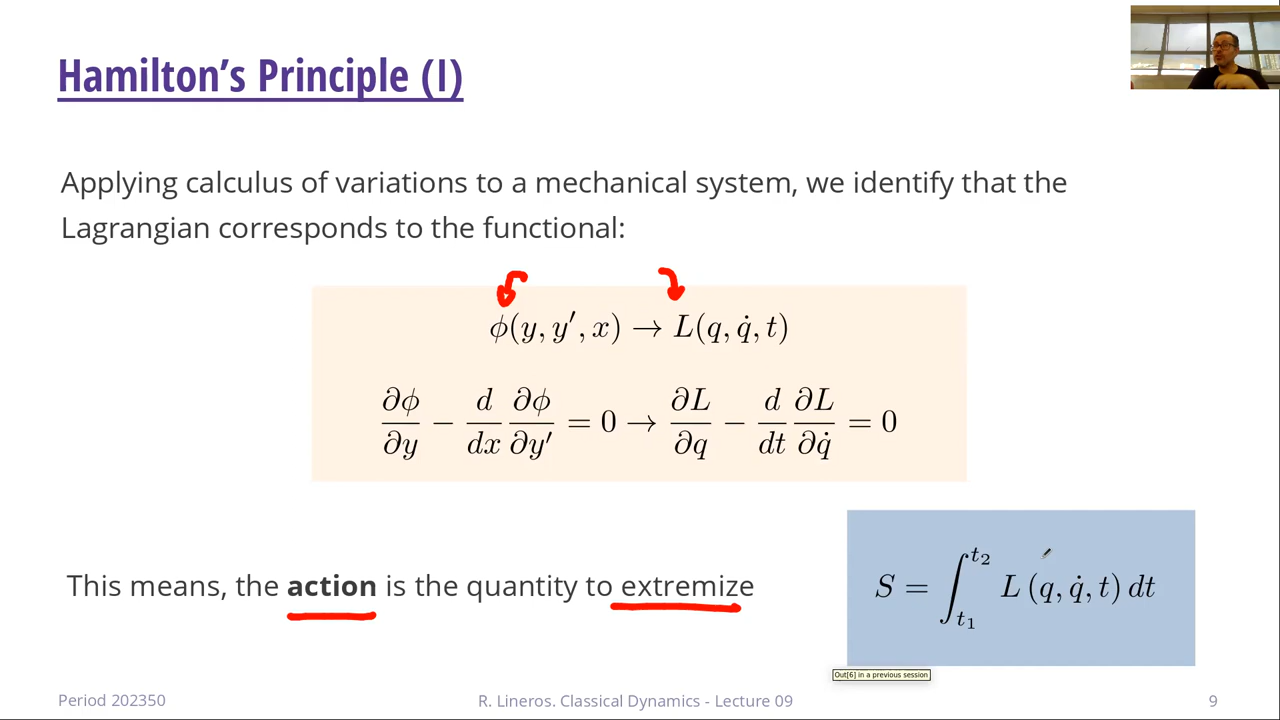 Hamilton's Principle (I)
Applying calculus of variations to a mechanical system, we identify that the
Lagrangian corresponds to the functional:
ϕ(y, y′, x) → L(q, q̇, t)
∂ϕ/∂y − d/dx ∂ϕ/∂y′ = 0 → ∂L/∂q − d/dt ∂L/∂q̇ = 0
This means, the action is the quantity to extremize
S = ∫_{t₁}^{t₂} L (q, q̇, t) dt
Out[6] in a previous session
Period 202350
R. Lineros. Classical Dynamics - Lecture 09
9